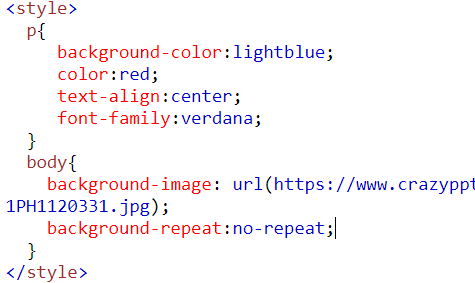 <style>
p{
background-color:lightblue;
color:red;
text-align:center;
font-family:verdana;
}
body{
background-image: url(https://www.crazyppt
1PH1120331.jpg);
background-repeat:no-repeat;
}
</style>